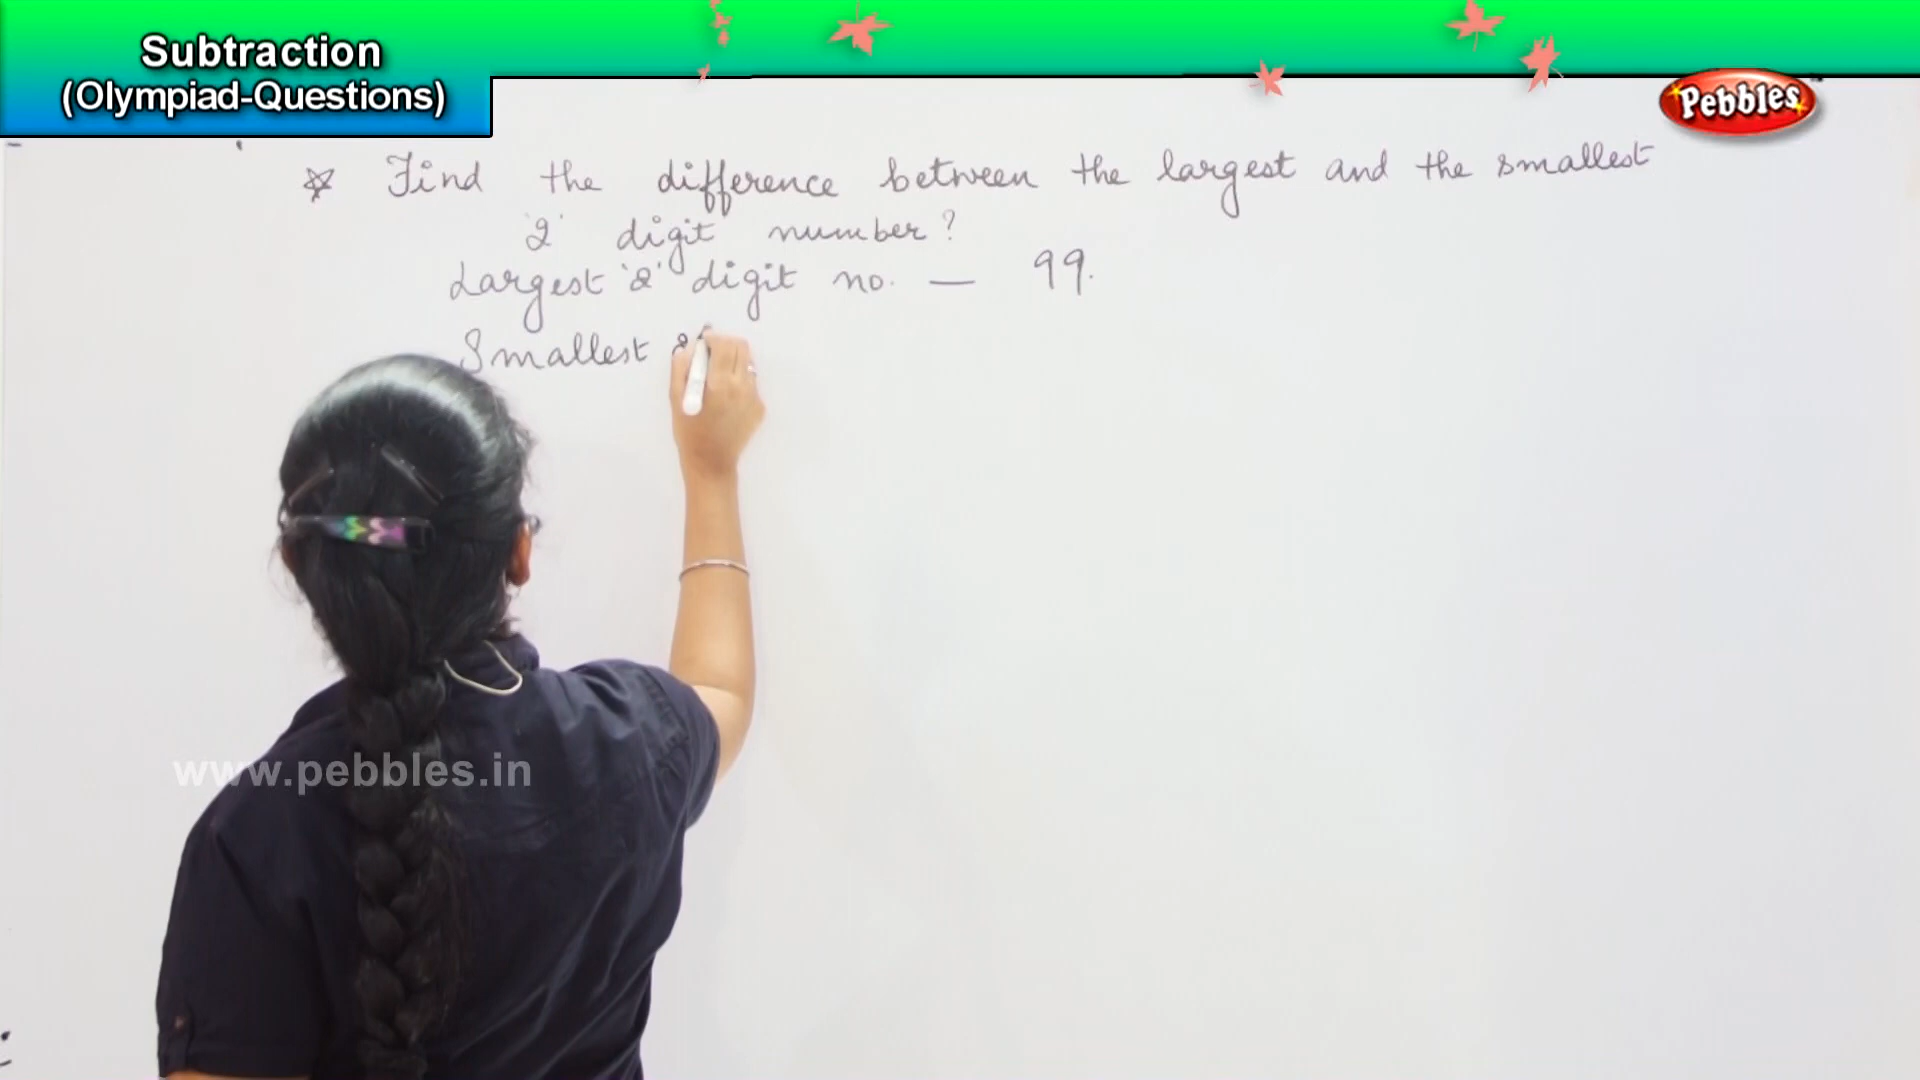 Subtraction
(Olympiad-Questions)
Pebbles
☆ Find the difference between the largest and the smallest
'2' digit number?
Largest '2' digit no. — 99.
Smallest
www.pebbles.in